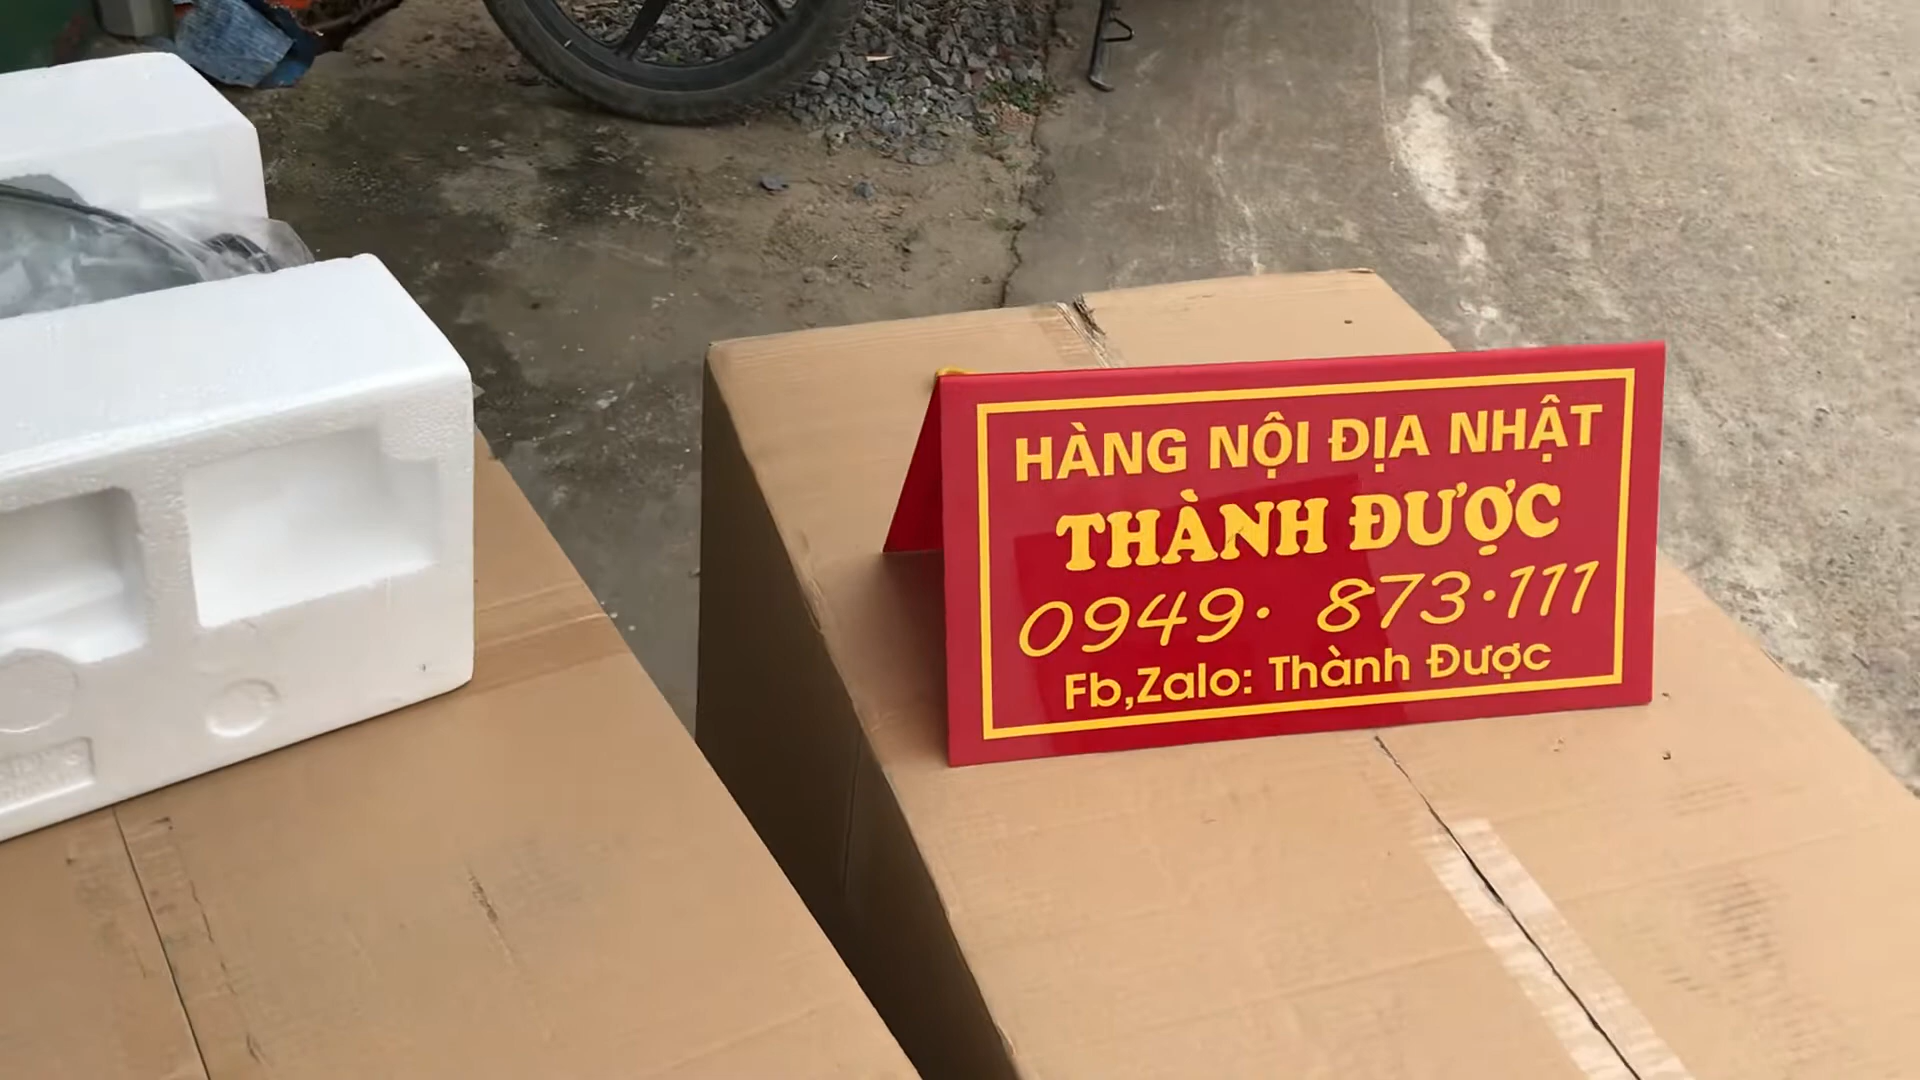 HÀNG NỘI ĐỊA NHẬT
THÀNH ĐƯỢC
0949. 873.111
Fb,Zalo: Thành Được